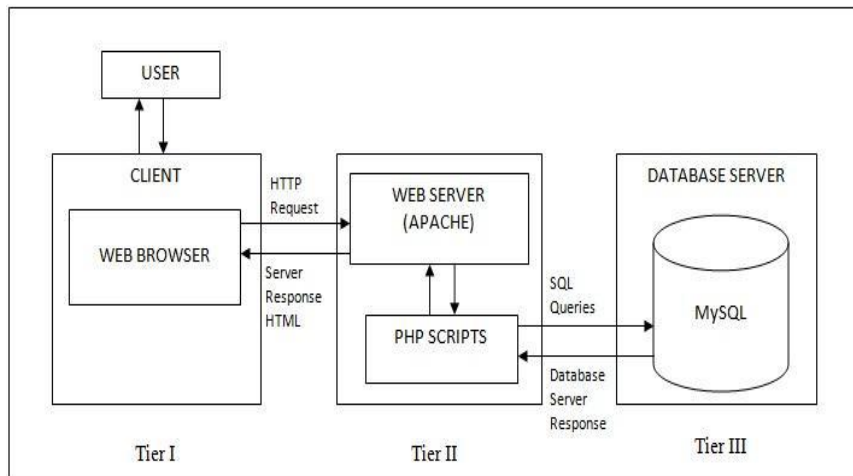 USER
CLIENT
WEB BROWSER
HTTP
Request
Server
Response
HTML
WEB SERVER
(APACHE)
PHP SCRIPTS
SQL
Queries
Database
Server
Response
DATABASE SERVER
MySQL
Tier I
Tier II
Tier III